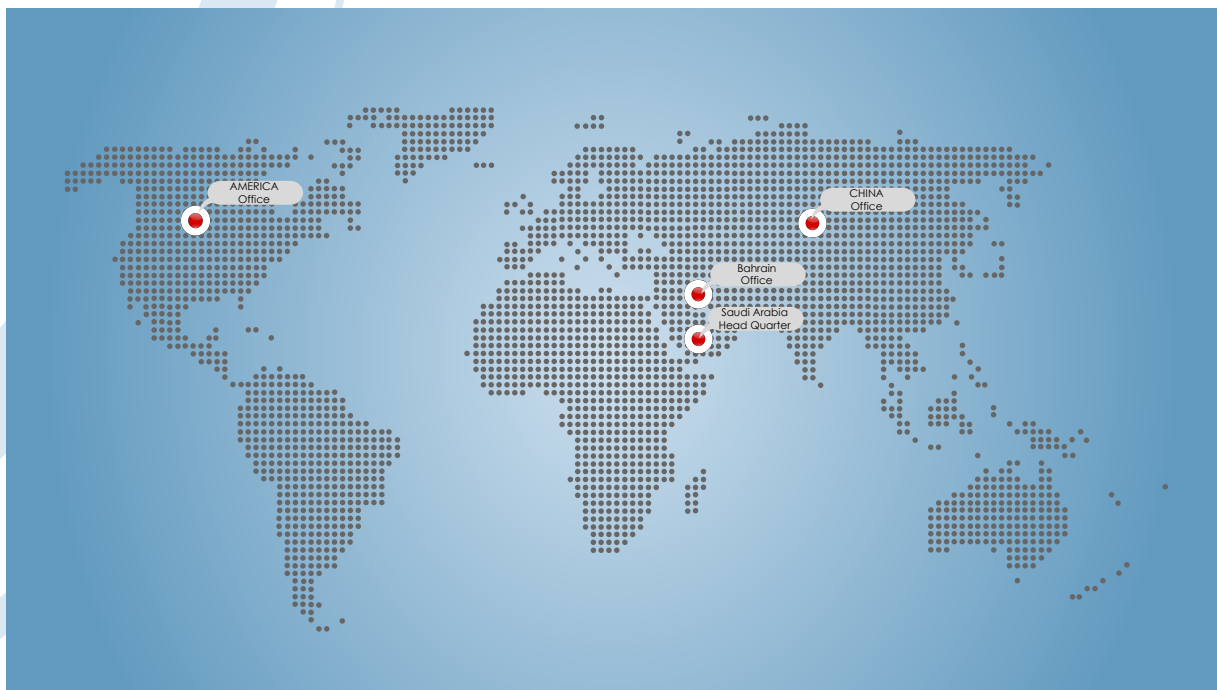 AMERICA
Office
CHINA
Office
Bahrain
Office
Saudi Arabia
Head Quarter